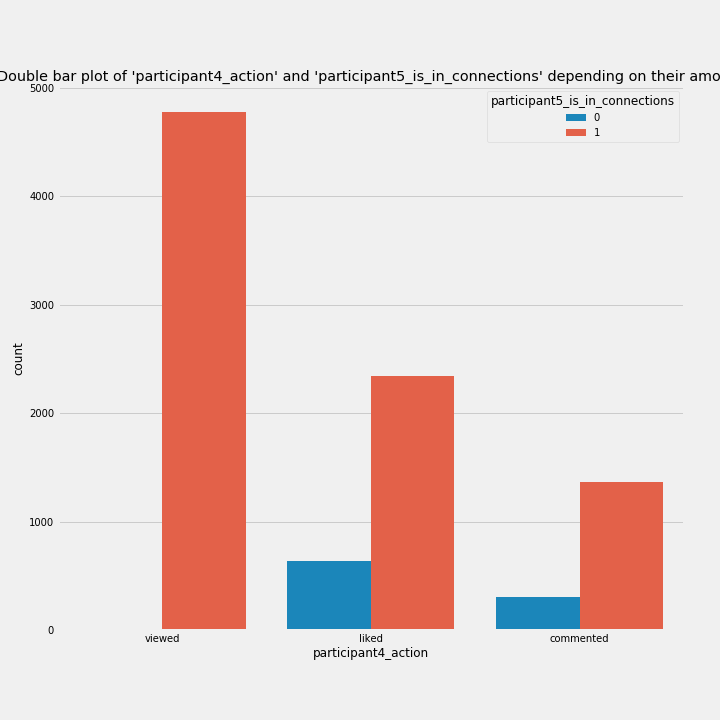 Double bar plot of 'participant4_action' and 'participant5_is_in_connections' depending on their amo
5000
participant5_is_in_connections
0
1
4000
3000
count
2000
1000
0
viewed liked commented
participant4_action